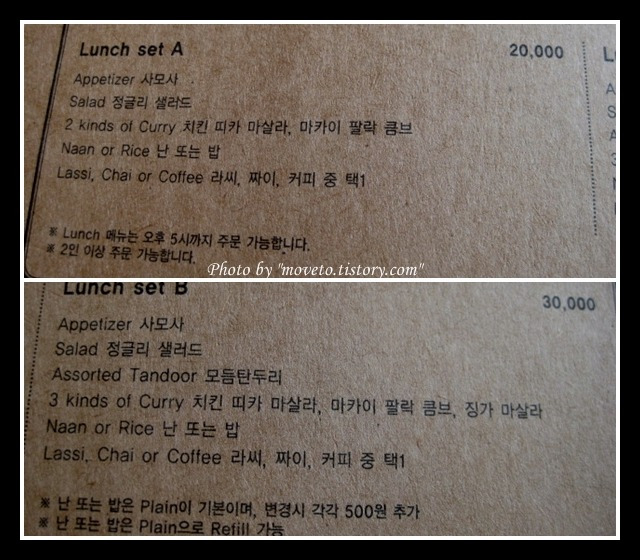 Lunch set A 20,000
Appetizer 사모사
Salad 정글리 샐러드
2 kinds of Curry 치킨 띠카 마살라, 마카이 팔락 큼브
Naan or Rice 난 또는 밥
Lassi, Chai or Coffee 라씨, 짜이, 커피 중 택1
※ Lunch 메뉴는 오후 5시까지 주문 가능합니다.
※ 2인 이상 주문 가능합니다.
Photo by "moveto.tistory.com"
Lunch set B 30,000
Appetizer 사모사
Salad 정글리 샐러드
Assorted Tandoor 모듬탄두리
3 kinds of Curry 치킨 띠카 마살라, 마카이 팔락 큼브, 징가 마살라
Naan or Rice 난 또는 밥
Lassi, Chai or Coffee 라씨, 짜이, 커피 중 택1
※ 난 또는 밥은 Plain이 기본이며, 변경시 각각 500원 추가
※ 난 또는 밥은 Plain으로 Refill 가능